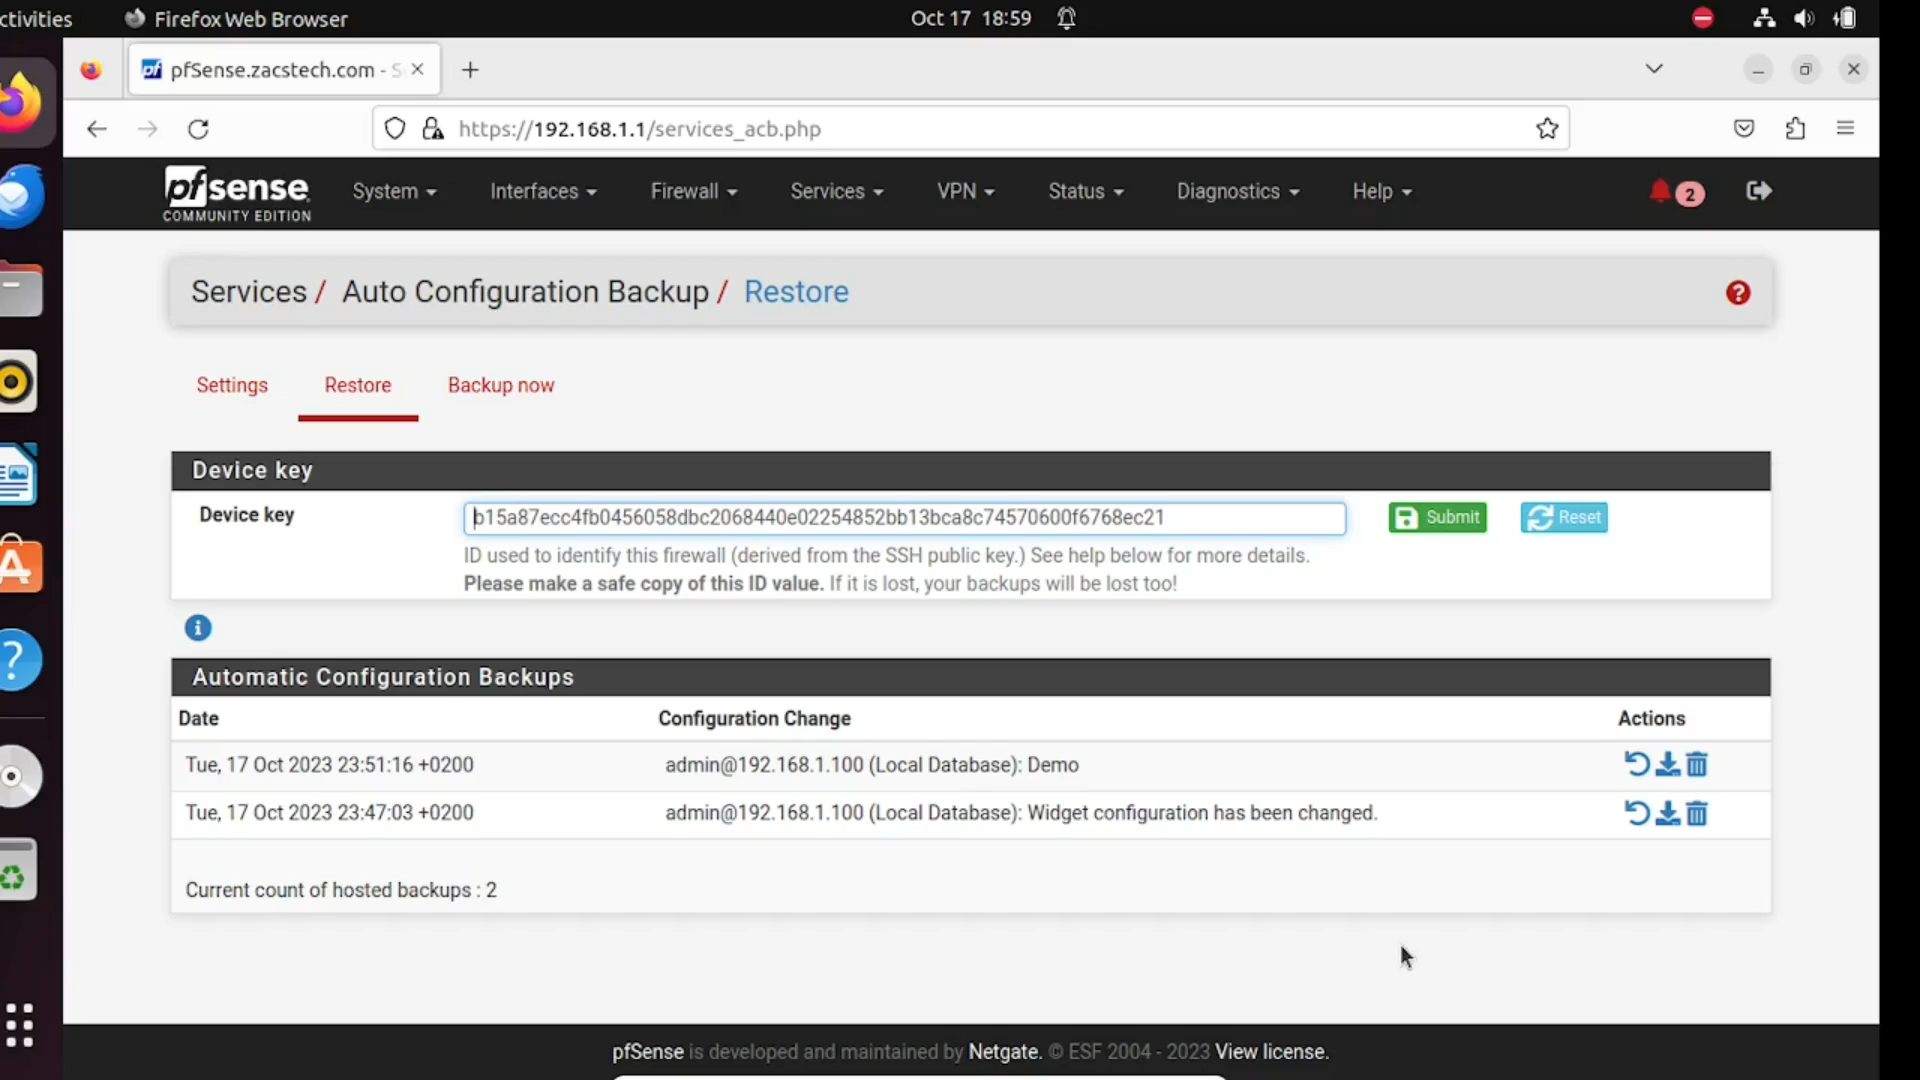 ctivities Firefox Web Browser Oct 17 18:59
pfSense.zacstech.com - S
https://192.168.1.1/services_acb.php
pfsense System Interfaces Firewall Services VPN Status Diagnostics Help 2
COMMUNITY EDITION
Services / Auto Configuration Backup / Restore
Settings Restore Backup now
Device key
Device key b15a87ecc4fb0456058dbc2068440e02254852bb13bca8c74570600f6768ec21 Submit Reset
ID used to identify this firewall (derived from the SSH public key.) See help below for more details.
Please make a safe copy of this ID value. If it is lost, your backups will be lost too!
Automatic Configuration Backups
Date Configuration Change Actions
Tue, 17 Oct 2023 23:51:16 +0200 admin@192.168.1.100 (Local Database): Demo
Tue, 17 Oct 2023 23:47:03 +0200 admin@192.168.1.100 (Local Database): Widget configuration has been changed.
Current count of hosted backups : 2
pfSense is developed and maintained by Netgate. © ESF 2004 - 2023 View license.